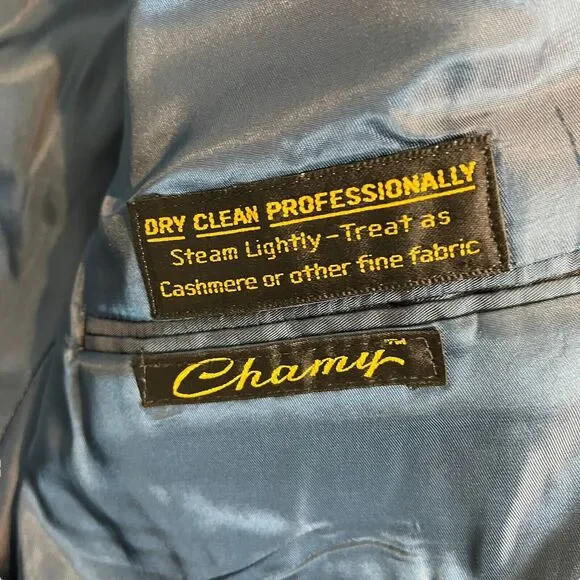 DRY CLEAN PROFESSIONALLY
Steam Lightly-Treat as
Cashmere or other fine fabric
Chamy™